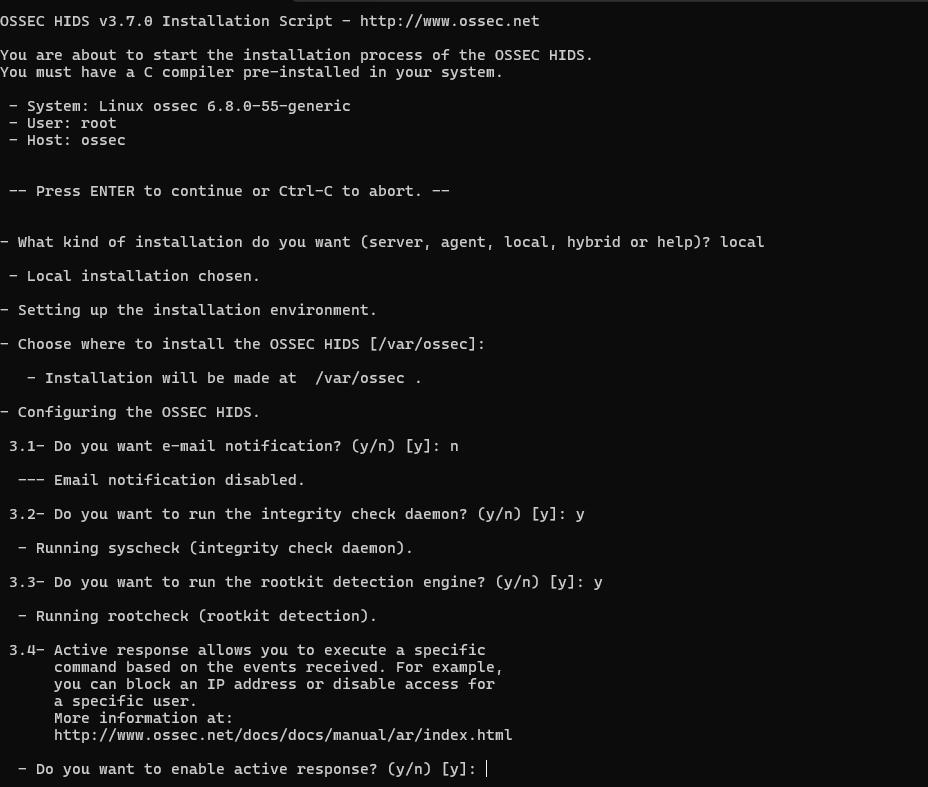 OSSEC HIDS v3.7.0 Installation Script - http://www.ossec.net
You are about to start the installation process of the OSSEC HIDS.
You must have a C compiler pre-installed in your system.
- System: Linux ossec 6.8.0-55-generic
- User: root
- Host: ossec
-- Press ENTER to continue or Ctrl-C to abort. --
- What kind of installation do you want (server, agent, local, hybrid or help)? local
- Local installation chosen.
- Setting up the installation environment.
- Choose where to install the OSSEC HIDS [/var/ossec]:
- Installation will be made at  /var/ossec .
- Configuring the OSSEC HIDS.
3.1- Do you want e-mail notification? (y/n) [y]: n
--- Email notification disabled.
3.2- Do you want to run the integrity check daemon? (y/n) [y]: y
- Running syscheck (integrity check daemon).
3.3- Do you want to run the rootkit detection engine? (y/n) [y]: y
- Running rootcheck (rootkit detection).
3.4- Active response allows you to execute a specific
command based on the events received. For example,
you can block an IP address or disable access for
a specific user.
More information at:
http://www.ossec.net/docs/docs/manual/ar/index.html
- Do you want to enable active response? (y/n) [y]: